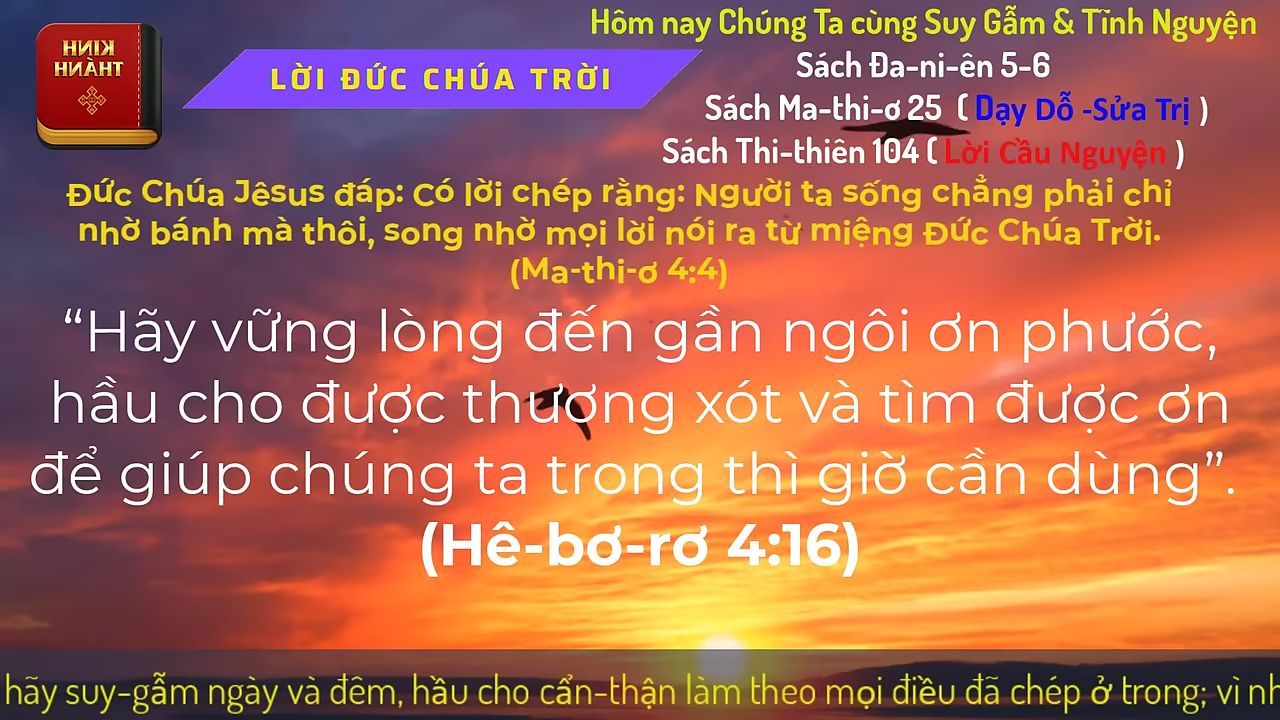 KINH
THÀNH
LỜI ĐỨC CHÚA TRỜI
Hôm nay Chúng Ta cùng Suy Gẫm & Tĩnh Nguyện
Sách Đa-ni-ên 5-6
Sách Ma-thi-ơ 25 ( Dạy Dỗ -Sửa Trị )
Sách Thi-thiên 104 ( Lời Cầu Nguyện )
Đức Chúa Jêsus đáp: Có lời chép rằng: Người ta sống chẳng phải chỉ
nhờ bánh mà thôi, song nhờ mọi lời nói ra từ miệng Đức Chúa Trời.
(Ma-thi-ơ 4:4)
“Hãy vững lòng đến gần ngôi ơn phước,
hầu cho được thương xót và tìm được ơn
để giúp chúng ta trong thì giờ cần dùng”.
(Hê-bơ-rơ 4:16)
hãy suy-gẫm ngày và đêm, hầu cho cẩn-thận làm theo mọi điều đã chép ở trong; vì